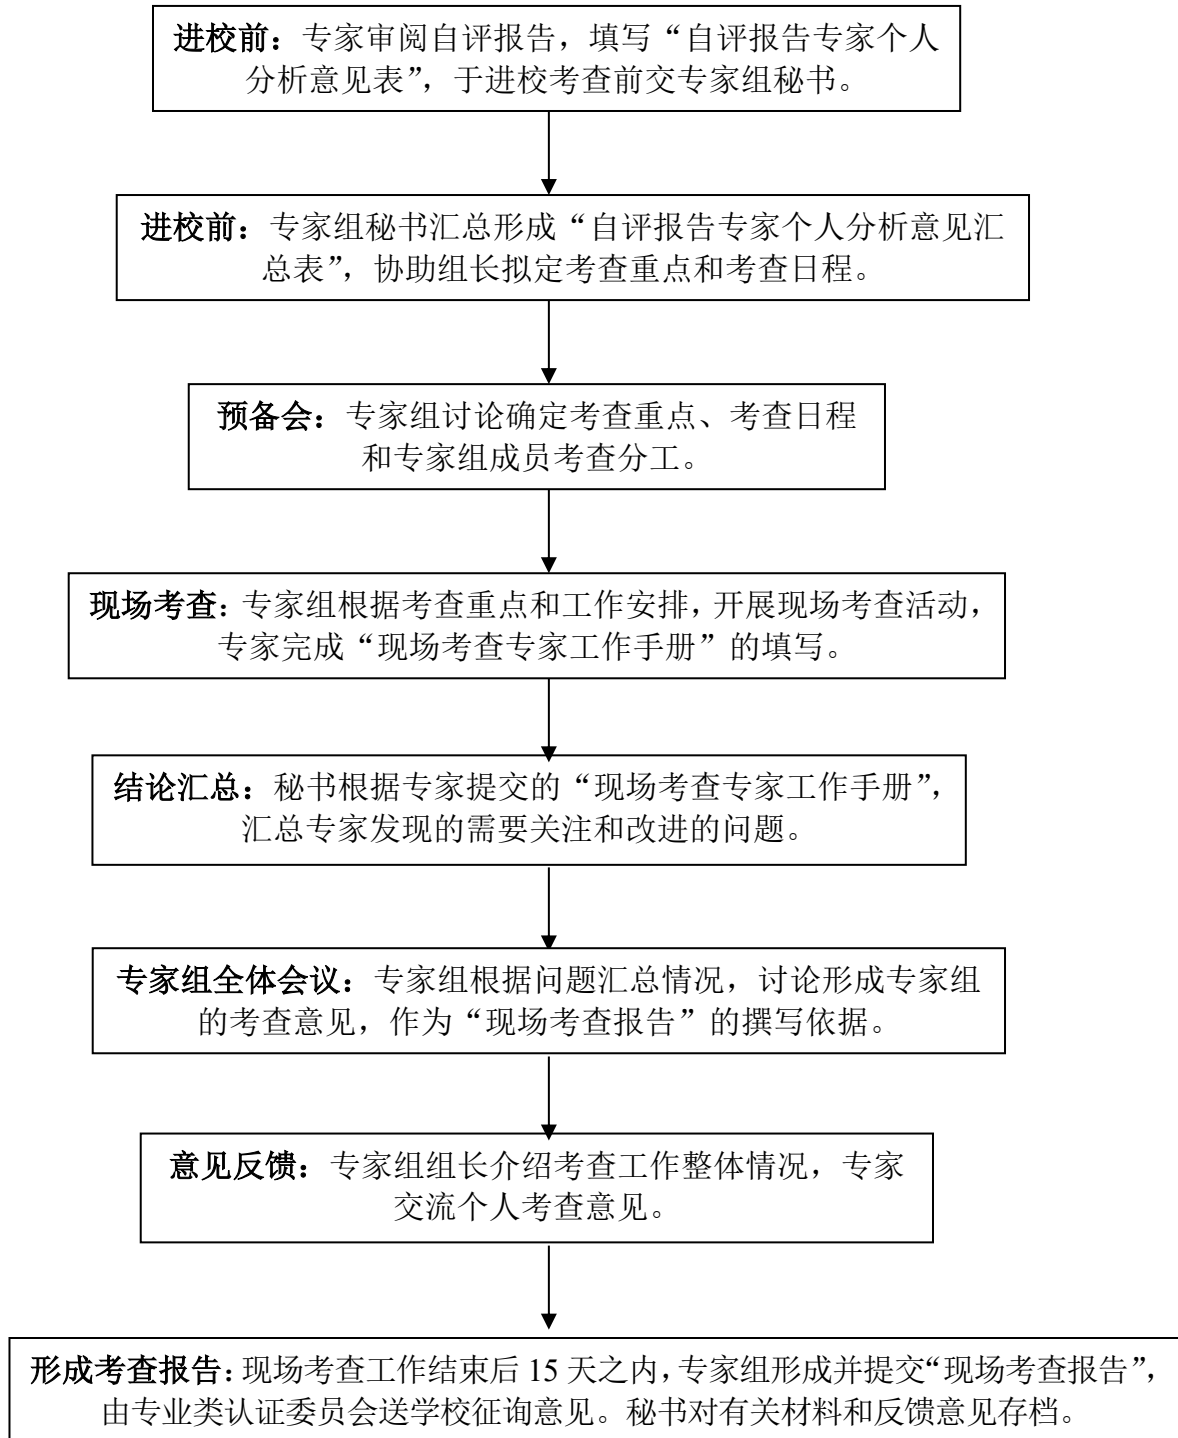 进校前：专家审阅自评报告，填写“自评报告专家个人
分析意见表”，于进校考查前交专家组秘书。
进校前：专家组秘书汇总形成“自评报告专家个人分析意见汇
总表”，协助组长拟定考查重点和考查日程。
预备会：专家组讨论确定考查重点、考查日程
和专家组成员考查分工。
现场考查：专家组根据考查重点和工作安排，开展现场考查活动，
专家完成“现场考查专家工作手册”的填写。
结论汇总：秘书根据专家提交的“现场考查专家工作手册”，
汇总专家发现的需要关注和改进的问题。
专家组全体会议：专家组根据问题汇总情况，讨论形成专家组
的考查意见，作为“现场考查报告”的撰写依据。
意见反馈：专家组组长介绍考查工作整体情况，专家
交流个人考查意见。
形成考查报告：现场考查工作结束后 15 天之内，专家组形成并提交“现场考查报告”，
由专业类认证委员会送学校征询意见。秘书对有关材料和反馈意见存档。